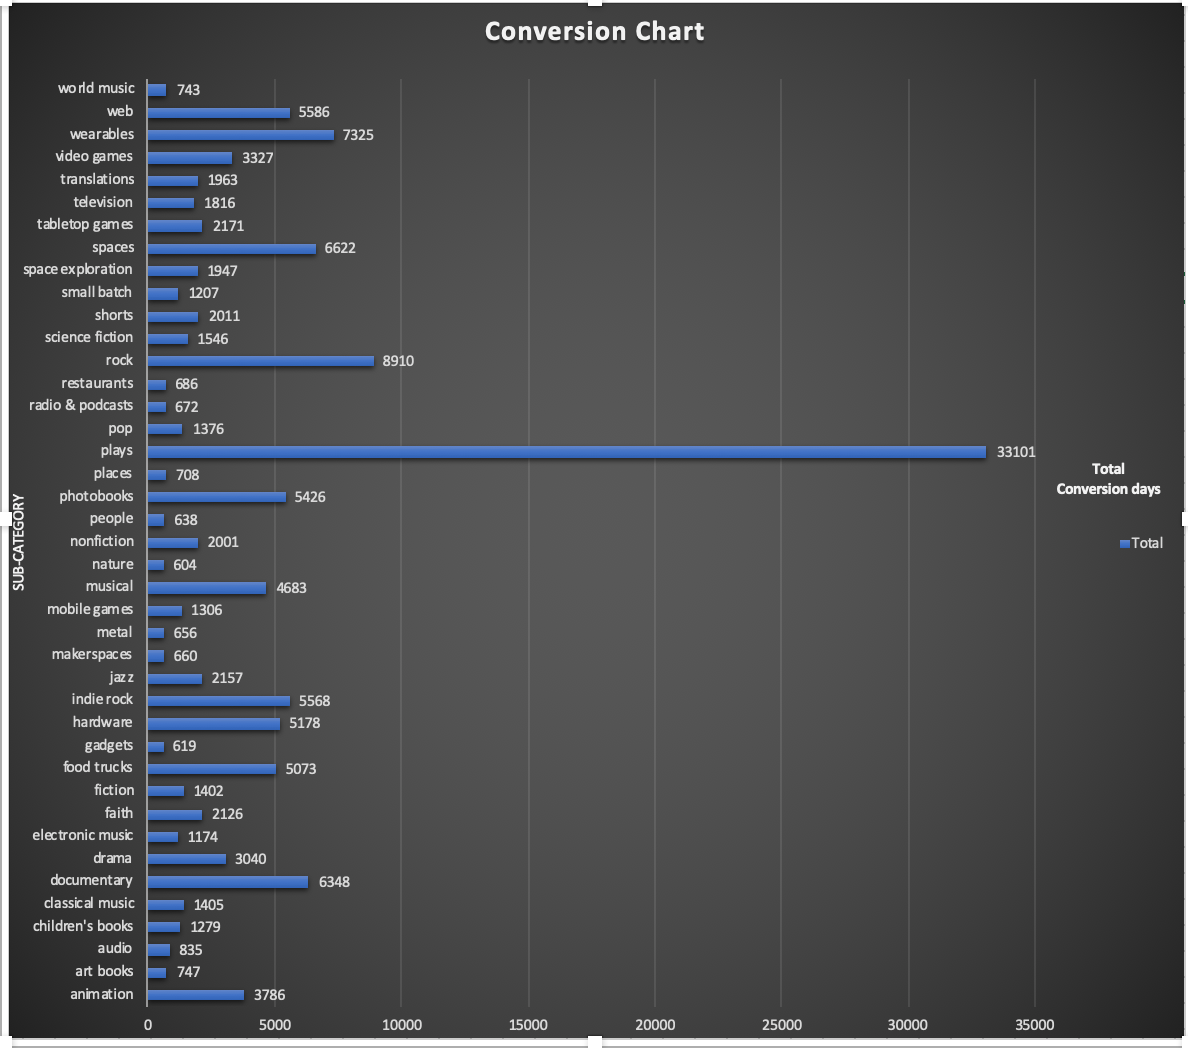 Conversion Chart
world music 743
web 5586
wearables 7325
video games 3327
translations 1963
television 1816
tabletop games 2171
spaces 6622
space exploration 1947
small batch 1207
shorts 2011
science fiction 1546
rock 8910
restaurants 686
radio & podcasts 672
pop 1376
plays 33101
places 708
photobooks 5426
people 638
nonfiction 2001
nature 604
musical 4683
mobile games 1306
metal 656
makerspaces 660
jazz 2157
indie rock 5568
hardware 5178
gadgets 619
food trucks 5073
fiction 1402
faith 2126
electronic music 1174
drama 3040
documentary 6348
classical music 1405
children's books 1279
audio 835
art books 747
animation 3786
0 5000 10000 15000 20000 25000 30000 35000
SUB-CATEGORY
Total
Conversion days
Total